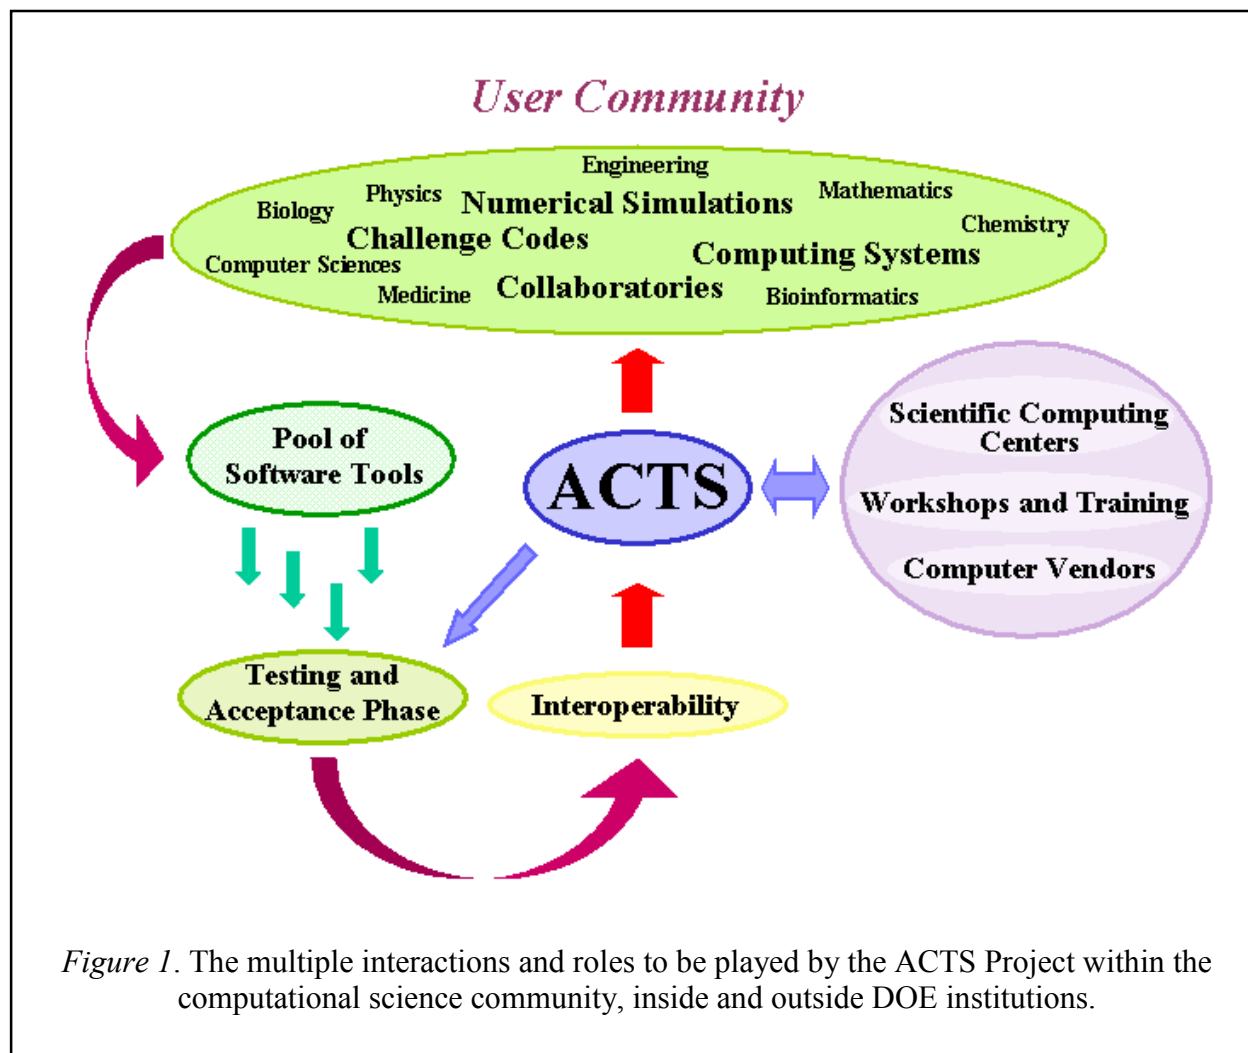 User Community
Engineering
Physics
Mathematics
Biology
Numerical Simulations
Chemistry
Challenge Codes
Computing Systems
Computer Sciences
Medicine
Collaboratories
Bioinformatics
Pool of
Software Tools
ACTS
Scientific Computing
Centers
Workshops and Training
Computer Vendors
Testing and
Acceptance Phase
Interoperability
Figure 1. The multiple interactions and roles to be played by the ACTS Project within the
computational science community, inside and outside DOE institutions.